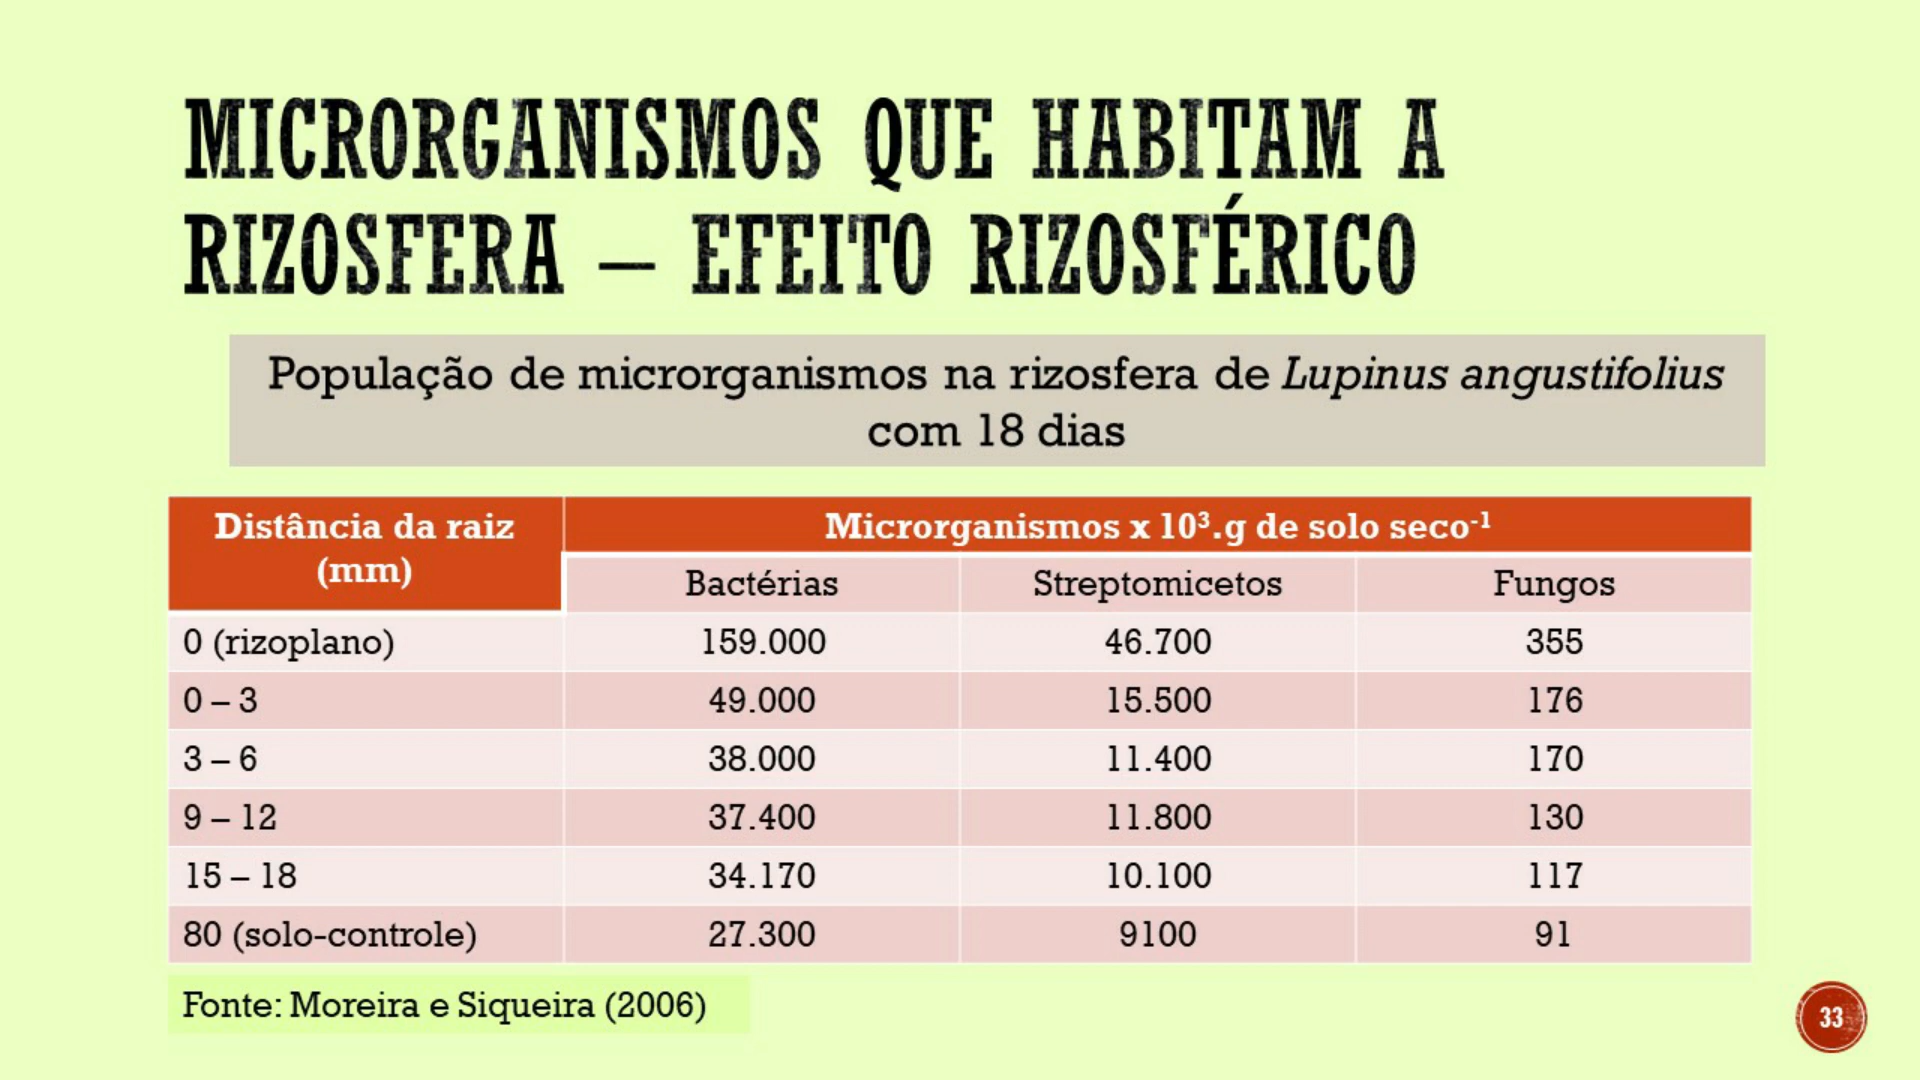 MICRORGANISMOS QUE HABITAM A
RIZOSFERA – EFEITO RIZOSFÉRICO
População de microrganismos na rizosfera de Lupinus angustifolius
com 18 dias
Distância da raiz
(mm)
Microrganismos x 10³.g de solo seco⁻¹
Bactérias Streptomicetos Fungos
0 (rizoplano) 159.000 46.700 355
0 – 3 49.000 15.500 176
3 – 6 38.000 11.400 170
9 – 12 37.400 11.800 130
15 – 18 34.170 10.100 117
80 (solo-controle) 27.300 9100 91
Fonte: Moreira e Siqueira (2006)
33